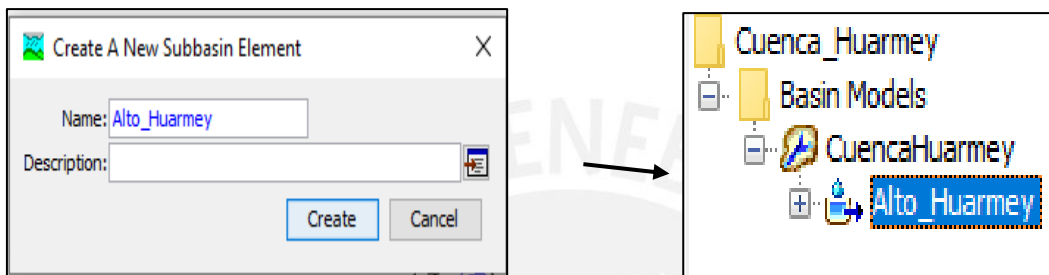 Create A New Subbasin Element
Name: Alto_Huarmey
Description:
Create Cancel
Cuenca_Huarmey
Basin Models
CuencaHuarmey
Alto_Huarmey